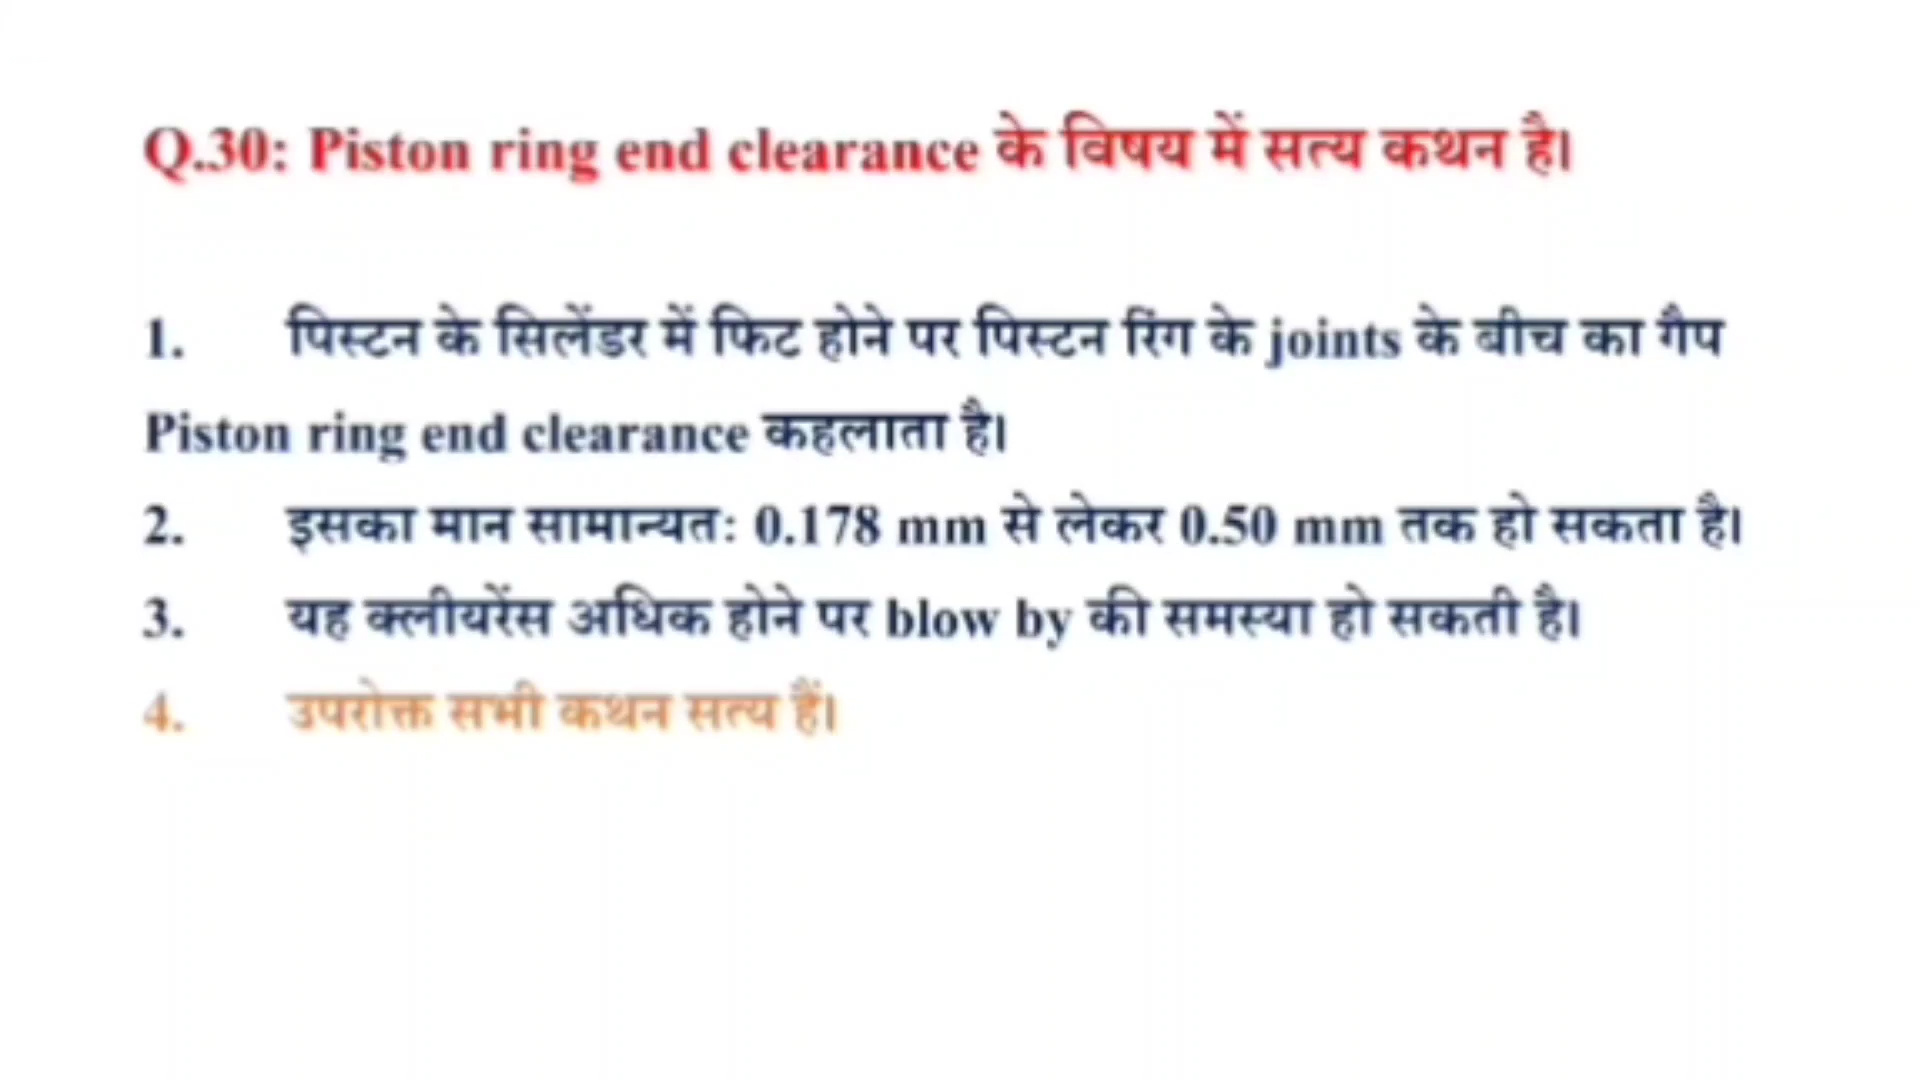 Q.30: Piston ring end clearance के विषय में सत्य कथन है।
1. पिस्टन के सिलेंडर में फिट होने पर पिस्टन रिंग के joints के बीच का गैप
Piston ring end clearance कहलाता है।
2. इसका मान सामान्यतः 0.178 mm से लेकर 0.50 mm तक हो सकता है।
3. यह क्लीयरेंस अधिक होने पर blow by की समस्या हो सकती है।
4. उपरोक्त सभी कथन सत्य हैं।